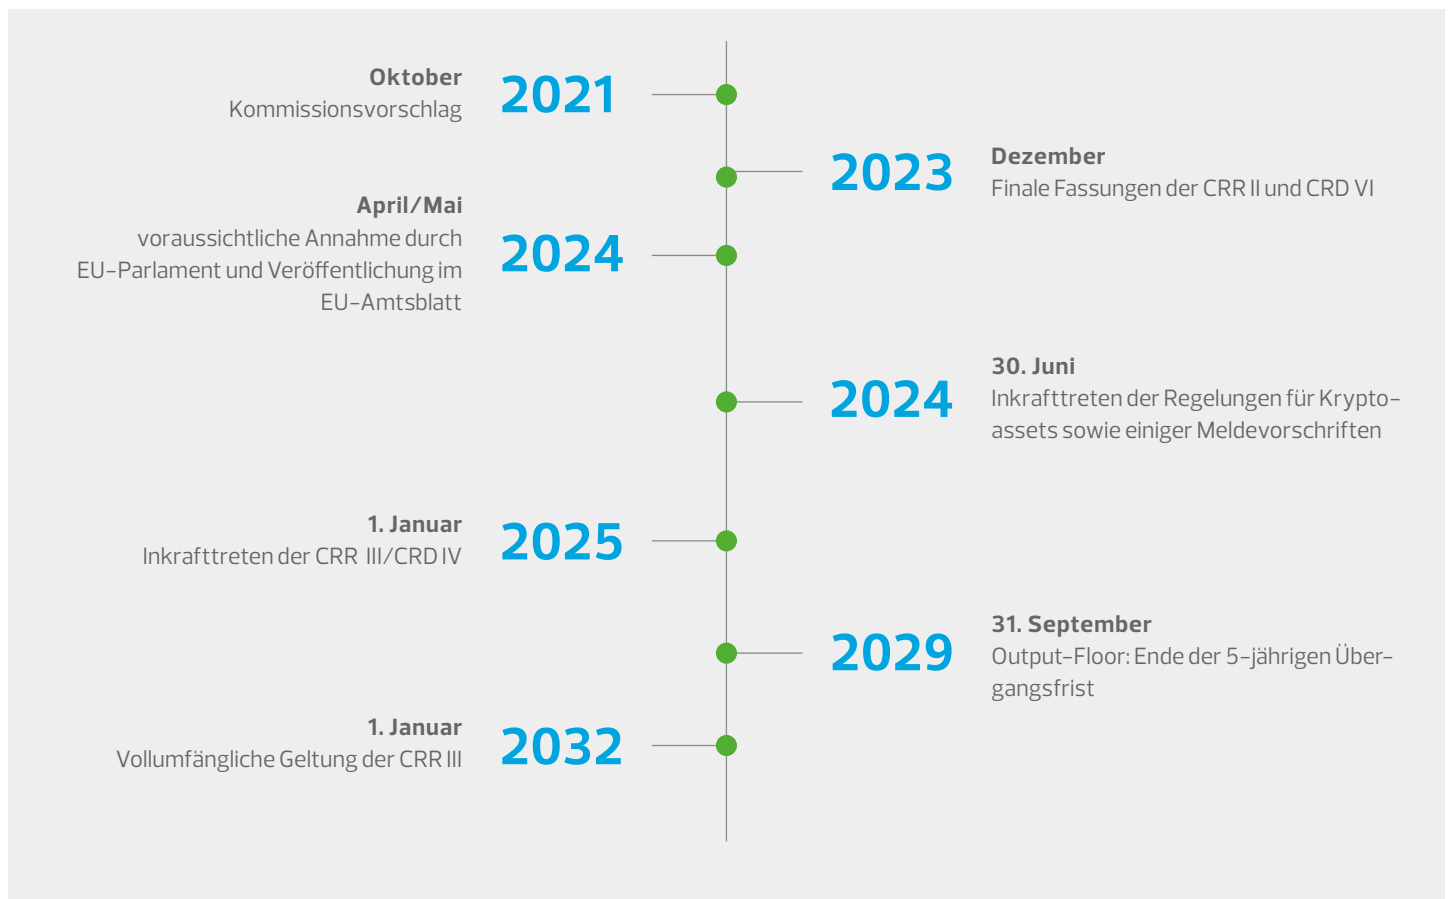 Oktober
Kommissionsvorschlag
2021
2023
Dezember
Finale Fassungen der CRR II und CRD VI
April/Mai
voraussichtliche Annahme durch
EU-Parlament und Veröffentlichung im
EU-Amtsblatt
2024
2024
30. Juni
Inkrafttreten der Regelungen für Krypto-
assets sowie einiger Meldevorschriften
1. Januar
Inkrafttreten der CRR III/CRD IV
2025
2029
31. September
Output-Floor: Ende der 5-jährigen Über-
gangsfrist
1. Januar
Vollumfängliche Geltung der CRR III
2032